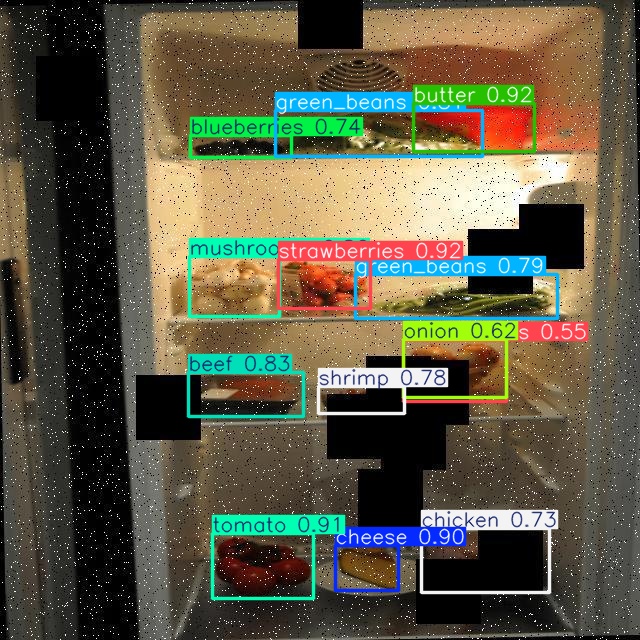 butter 0.92
green_beans
blueberries 0.74
strawberries 0.92
green_beans 0.79
onion 0.62
s 0.55
beef 0.83
shrimp 0.78
chicken 0.73
tomato 0.91
cheese 0.90